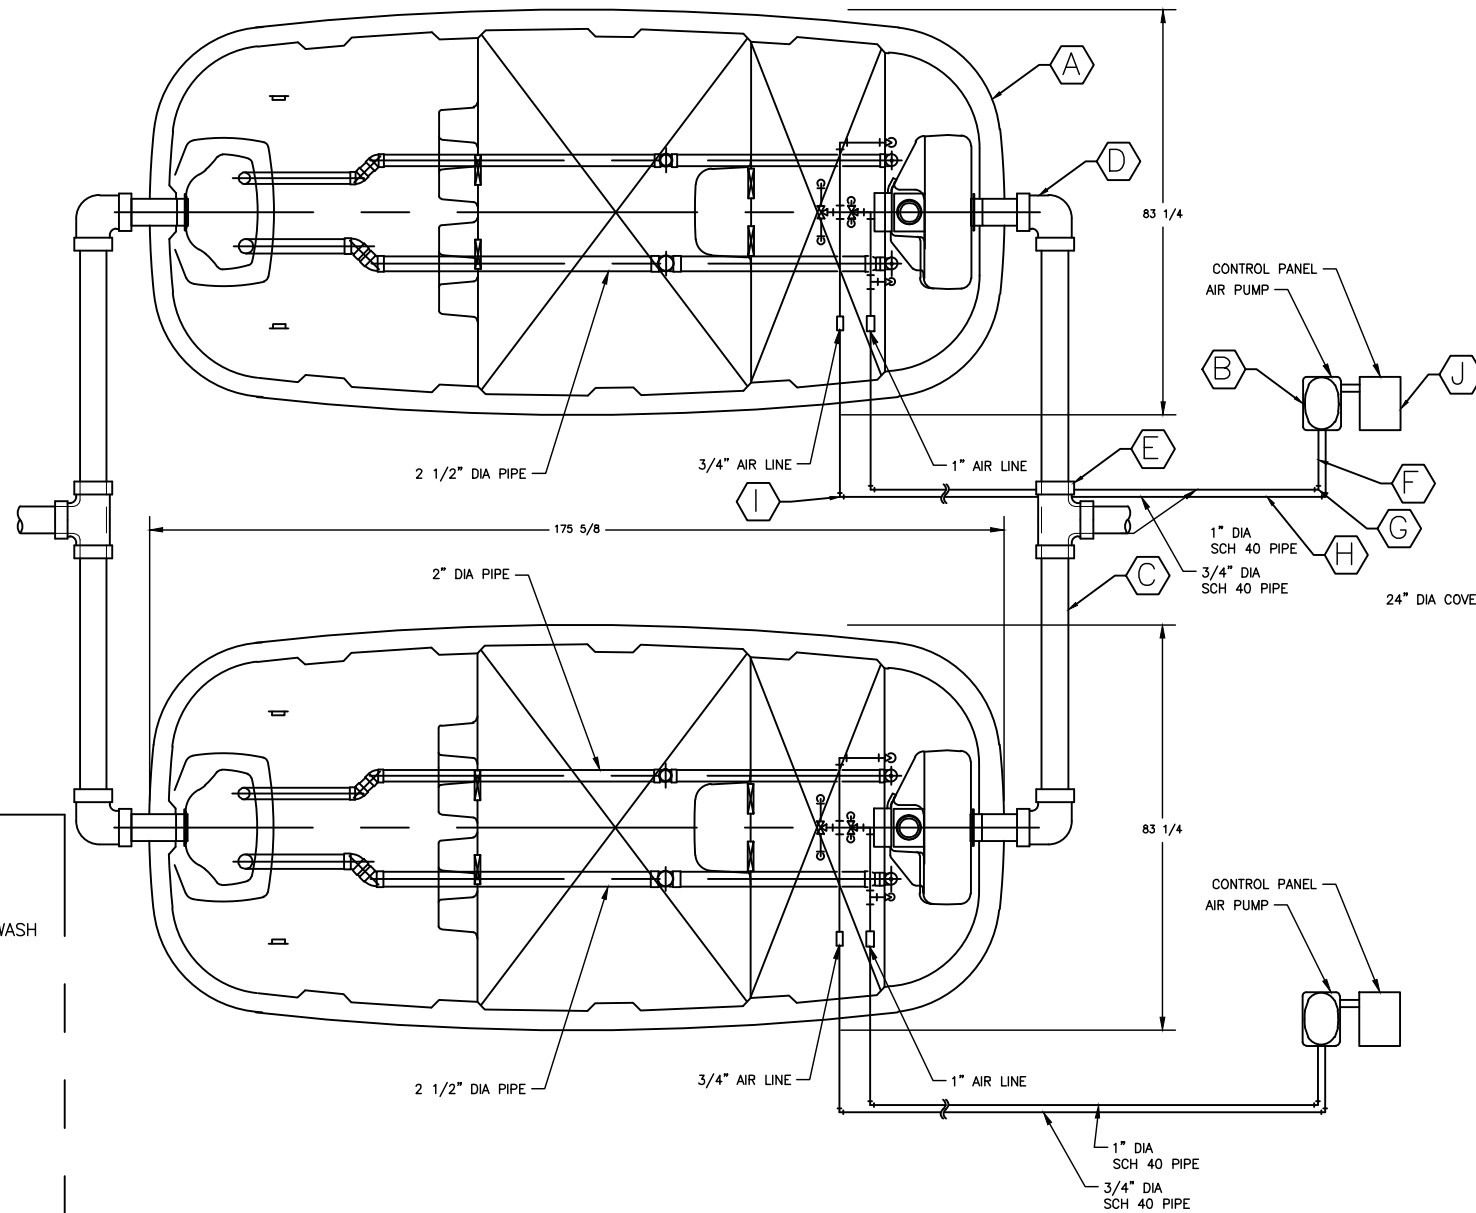 A
D
83 1/4
CONTROL PANEL
AIR PUMP
B
J
2 1/2" DIA PIPE
3/4" AIR LINE
1" AIR LINE
E
F
I
G
175 5/8
1" DIA
SCH 40 PIPE
H
2" DIA PIPE
3/4" DIA
SCH 40 PIPE
C
24" DIA COVE
83 1/4
CONTROL PANEL
AIR PUMP
WASH
2 1/2" DIA PIPE
3/4" AIR LINE
1" AIR LINE
1" DIA
SCH 40 PIPE
3/4" DIA
SCH 40 PIPE